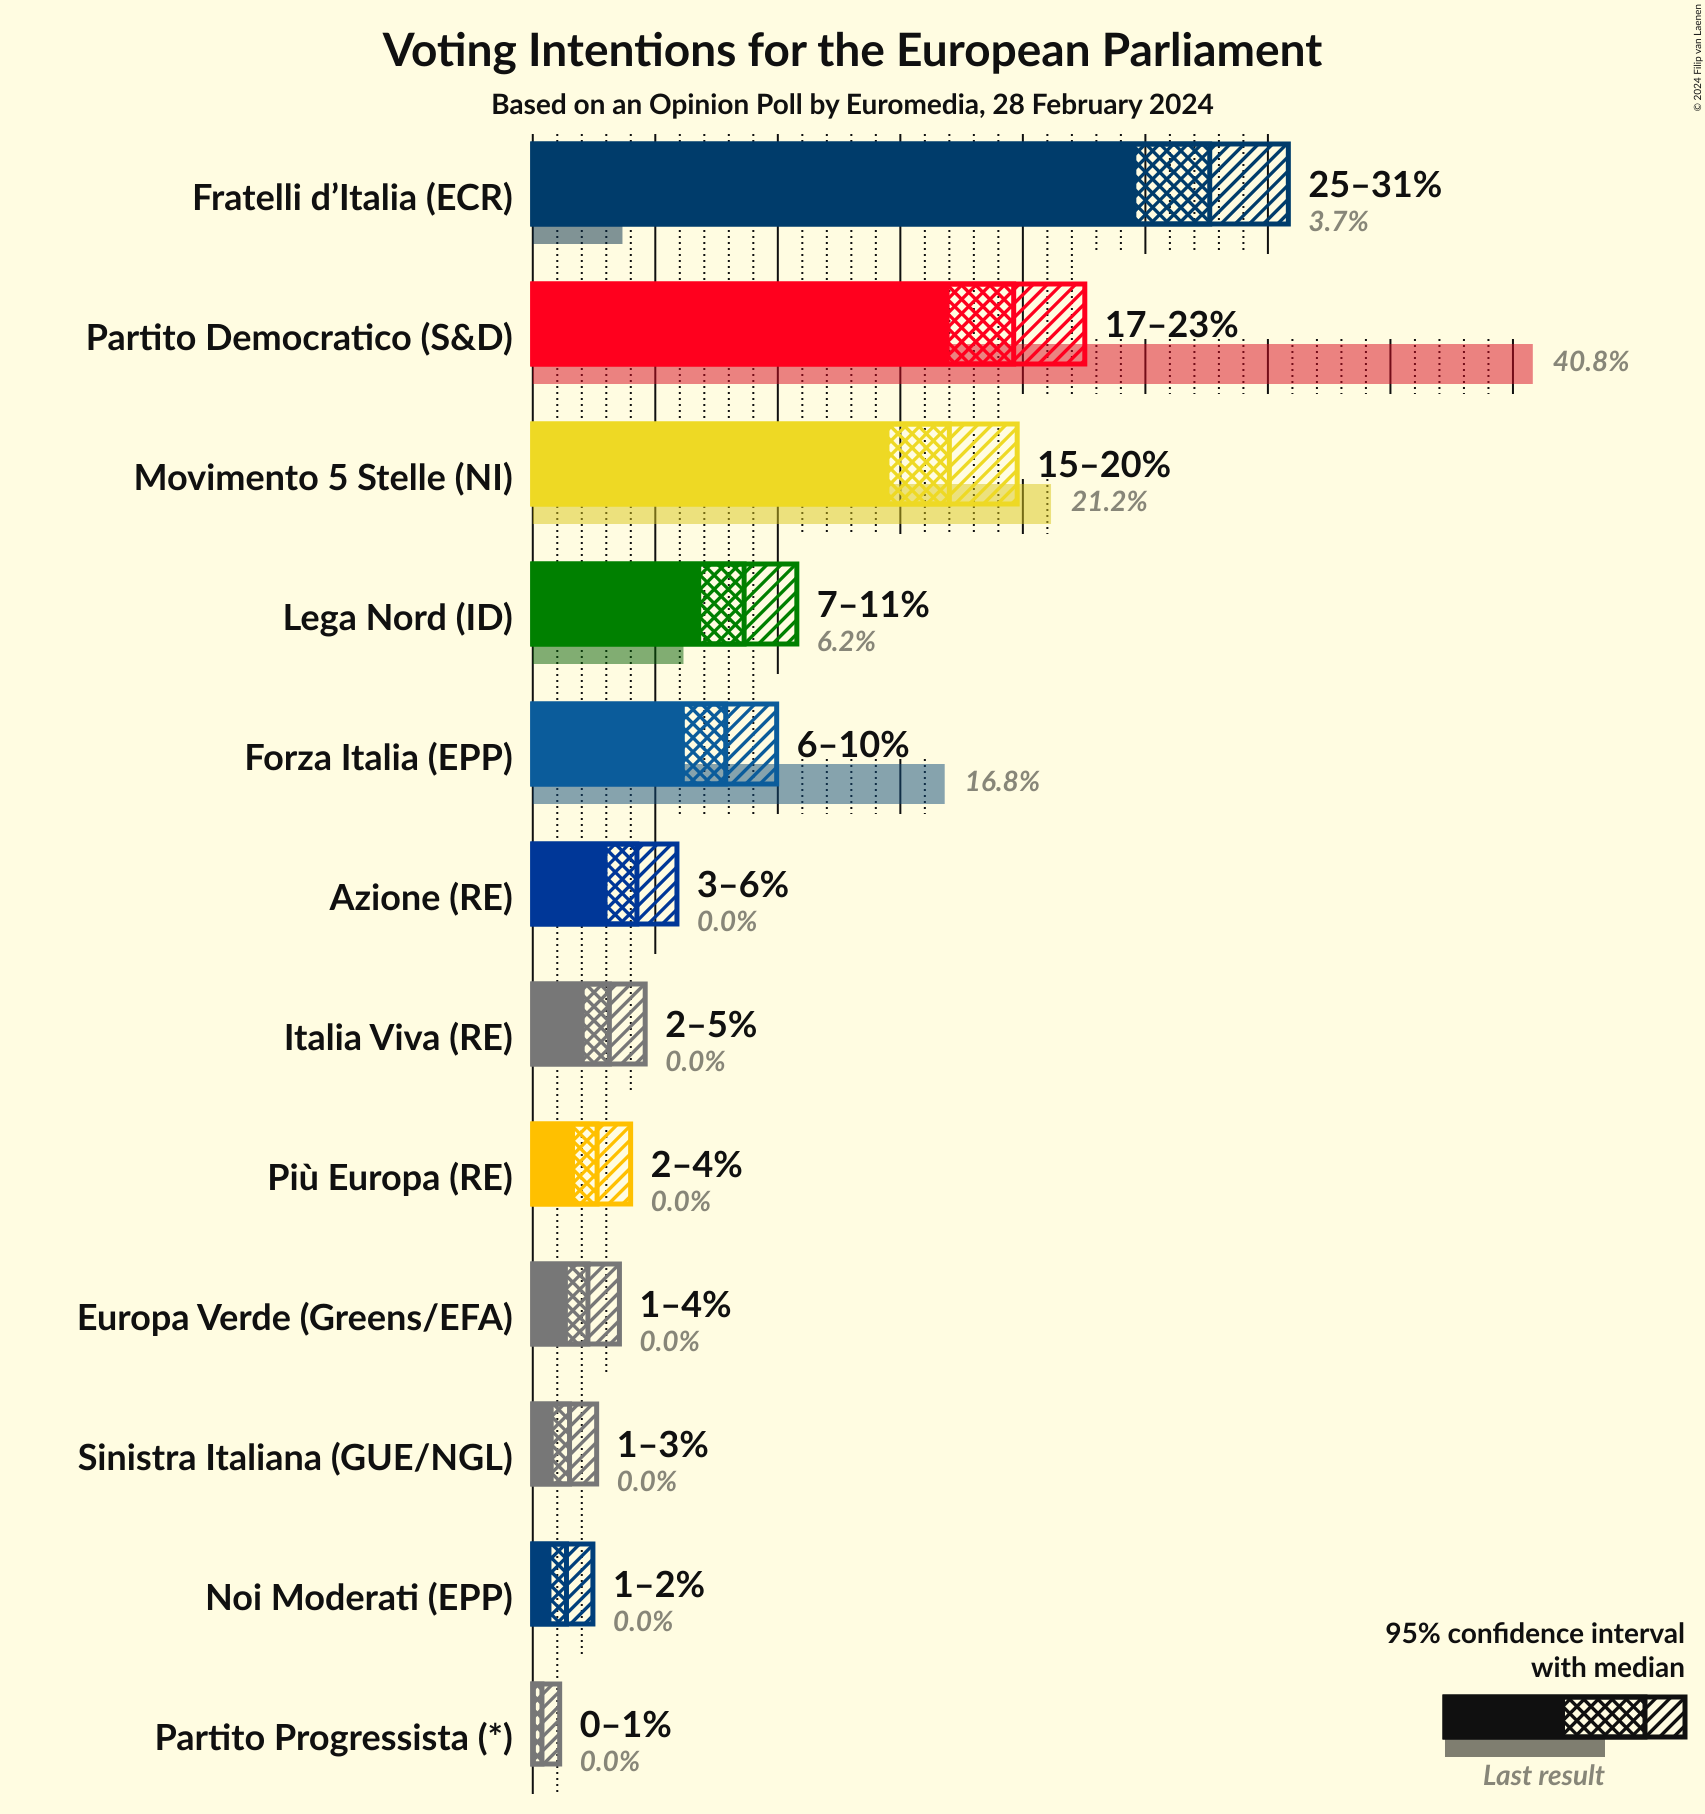 Voting Intentions for the European Parliament
Based on an Opinion Poll by Euromedia, 28 February 2024
© 2024 Filip van Laenen
Fratelli d’Italia (ECR)
25–31%
3.7%
Partito Democratico (S&D)
17–23%
40.8%
Movimento 5 Stelle (NI)
15–20%
21.2%
Lega Nord (ID)
7–11%
6.2%
Forza Italia (EPP)
6–10%
16.8%
Azione (RE)
3–6%
0.0%
Italia Viva (RE)
2–5%
0.0%
Più Europa (RE)
2–4%
0.0%
Europa Verde (Greens/EFA)
1–4%
0.0%
Sinistra Italiana (GUE/NGL)
1–3%
0.0%
Noi Moderati (EPP)
1–2%
0.0%
Partito Progressista (*)
0–1%
0.0%
95% confidence interval
with median
Last result